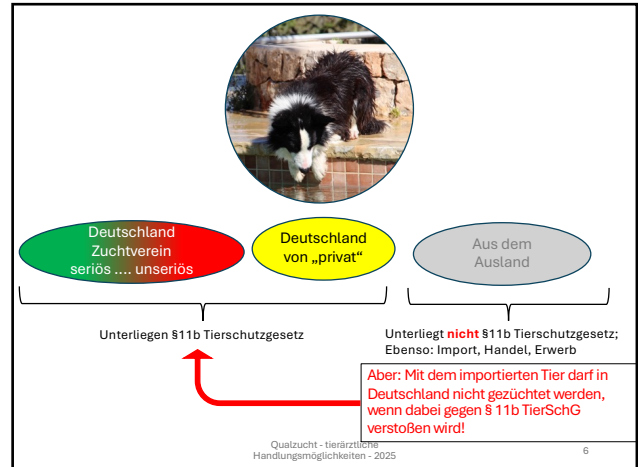 Deutschland
Zuchtverein
seriös .... unseriös
Deutschland
von „privat“
Aus dem
Ausland
Unterliegen §11b Tierschutzgesetz
Unterliegt nicht §11b Tierschutzgesetz;
Ebenso: Import, Handel, Erwerb
Aber: Mit dem importierten Tier darf in
Deutschland nicht gezüchtet werden,
wenn dabei gegen § 11b TierSchG
verstoßen wird!
Qualzucht - tierärztliche
Handlungsmöglichkeiten - 2025
6